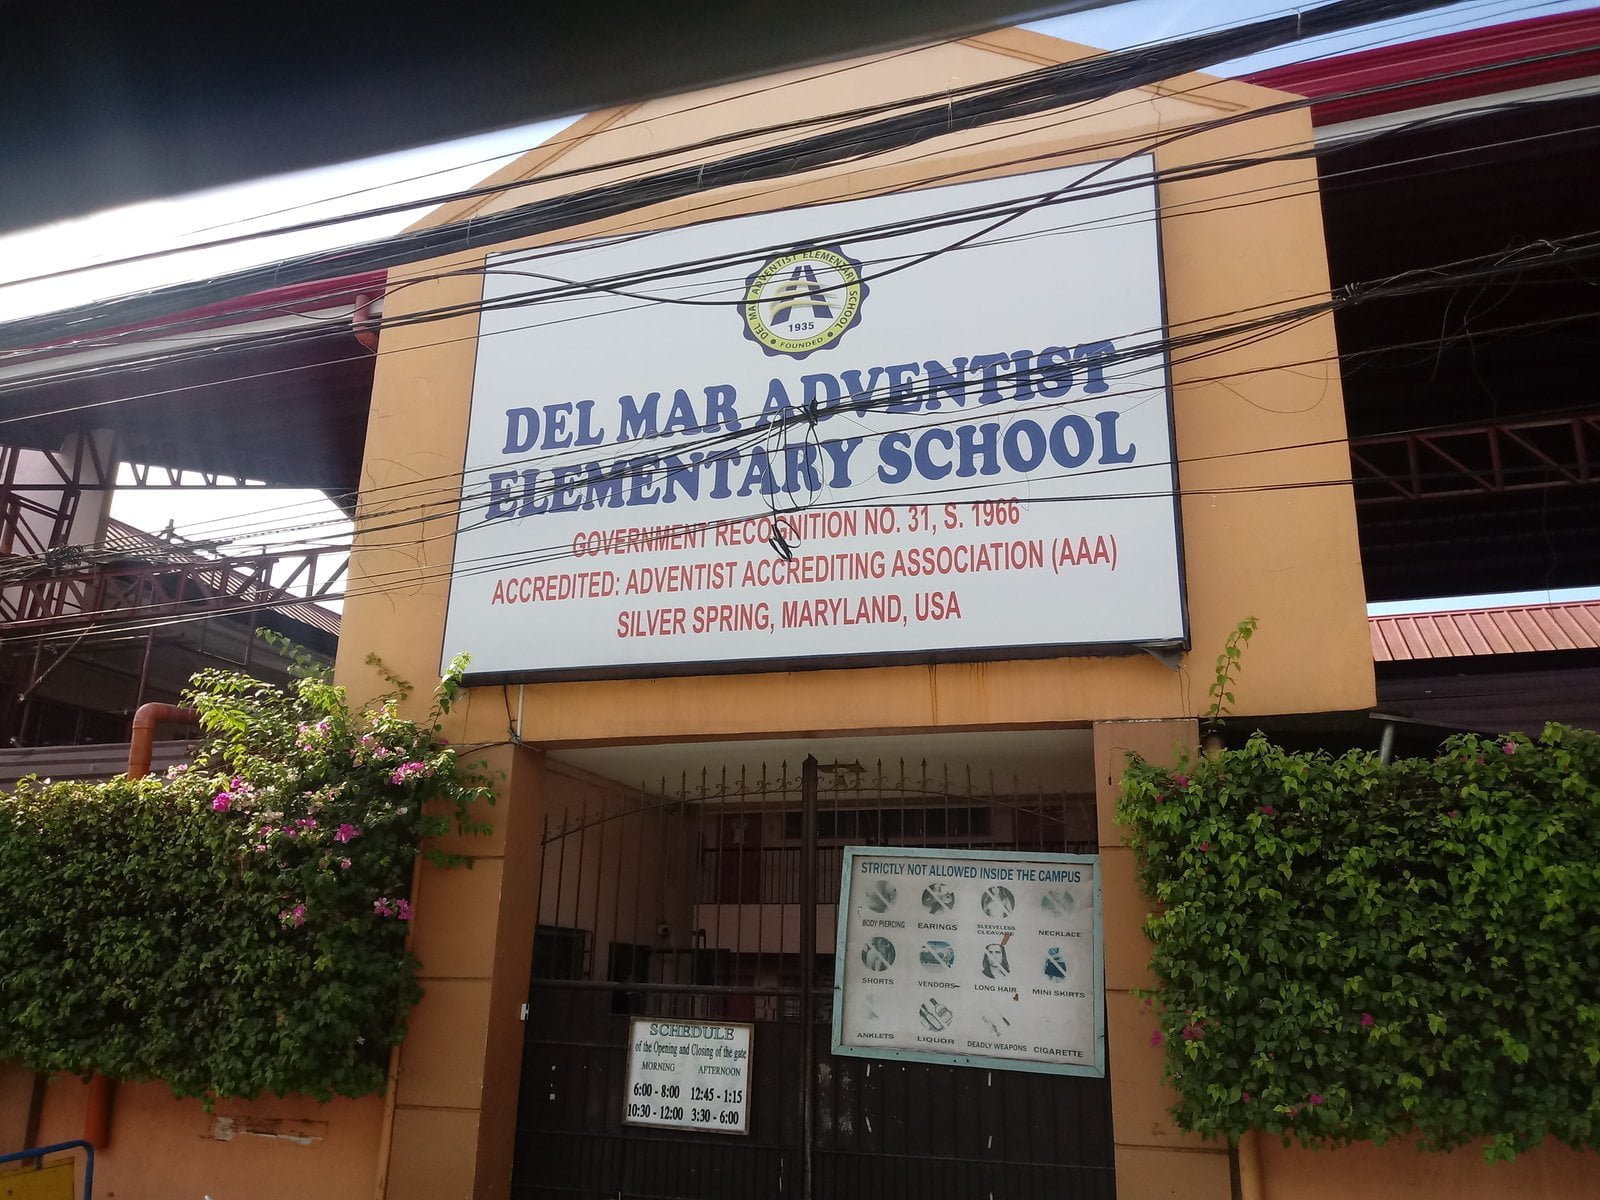 DEL MAR ADVENTIST ELEMENTARY SCHOOL
1935
FOUNDED
DEL MAR ADVENTIST
ELEMENTARY SCHOOL
GOVERNMENT RECOGNITION NO. 31, S. 1966
ACCREDITED: ADVENTIST ACCREDITING ASSOCIATION (AAA)
SILVER SPRING, MARYLAND, USA
STRICTLY NOT ALLOWED INSIDE THE CAMPUS
BODY PIERCING EARINGS SLEEVELESS CLEAVAGE NECKLACE
SHORTS VENDORS LONG HAIR MINI SKIRTS
ANKLETS LIQUOR DEADLY WEAPONS CIGARETTE
SCHEDULE
of the Opening and Closing of the gate
MORNING AFTERNOON
6:00 - 8:00 12:45 - 1:15
10:30 - 12:00 3:30 - 6:00